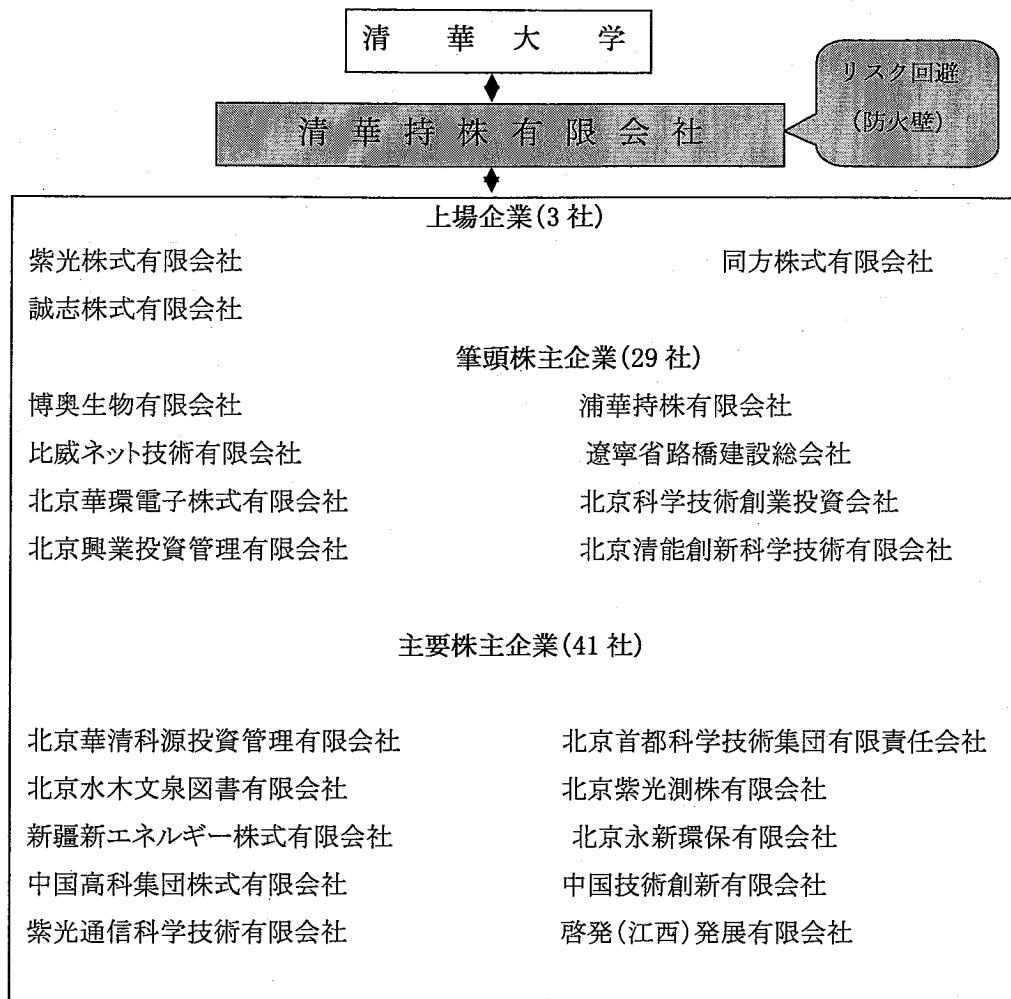 清 華 大 学
リスク回避
(防火壁)
清 華 持 株 有 限 会 社
上場企業(3 社)
紫光株式有限会社 同方株式有限会社
誠志株式有限会社
筆頭株主企業(29 社)
博奥生物有限会社 浦華持株有限会社
比威ネット技術有限会社 遼寧省路橋建設総会社
北京華環電子株式有限会社 北京科学技術創業投資会社
北京興業投資管理有限会社 北京清能創新科学技術有限会社
主要株主企業(41 社)
北京華清科源投資管理有限会社 北京首都科学技術集団有限責任会社
北京水木文泉図書有限会社 北京紫光測株有限会社
新疆新エネルギー株式有限会社 北京永新環保有限会社
中国高科集団株式有限会社 中国技術創新有限会社
紫光通信科学技術有限会社 啓発(江西)発展有限会社